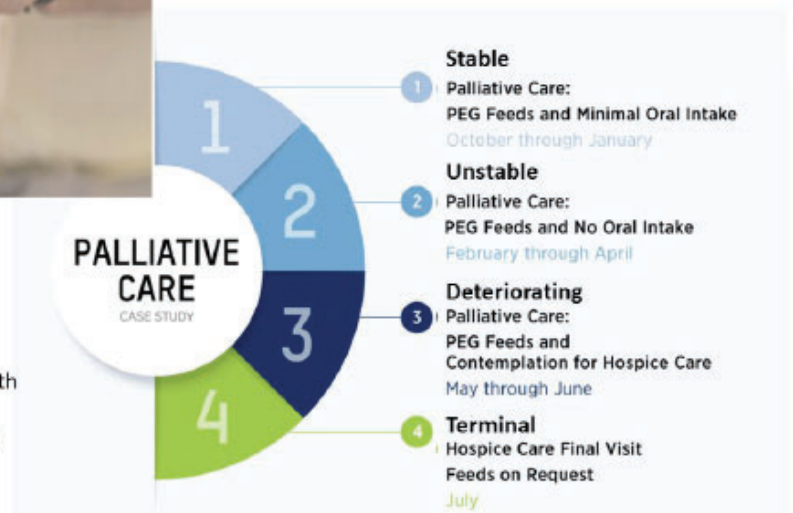 Stable
1
Palliative Care:
PEG Feeds and Minimal Oral Intake
October through January
1
Unstable
2
Palliative Care:
PEG Feeds and No Oral Intake
February through April
2
PALLIATIVE
CARE
CASE STUDY
Deteriorating
3
Palliative Care:
PEG Feeds and
Contemplation for Hospice Care
May through June
3
th
Terminal
4
Hospice Care Final Visit
Feeds on Request
July
4